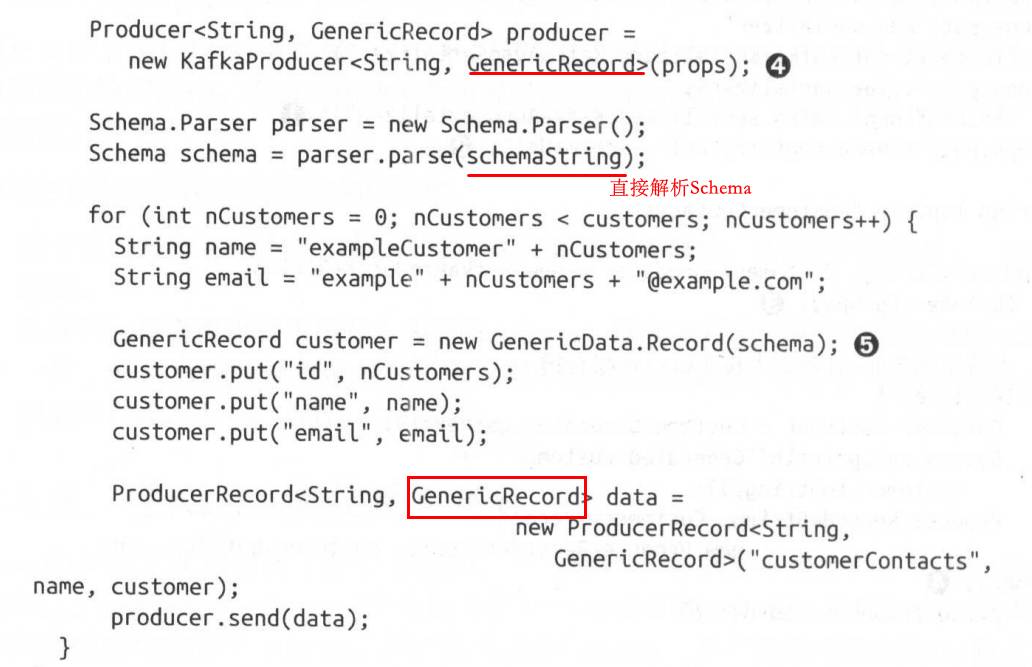 Producer<String, GenericRecord> producer =
new KafkaProducer<String, GenericRecord>(props); ❹
Schema.Parser parser = new Schema.Parser();
Schema schema = parser.parse(schemaString);
直接解析Schema
for (int nCustomers = 0; nCustomers < customers; nCustomers++) {
String name = "exampleCustomer" + nCustomers;
String email = "example" + nCustomers + "@example.com";
GenericRecord customer = new GenericData.Record(schema); ❺
customer.put("id", nCustomers);
customer.put("name", name);
customer.put("email", email);
ProducerRecord<String, GenericRecord> data =
new ProducerRecord<String,
GenericRecord>("customerContacts",
name, customer);
producer.send(data);
}